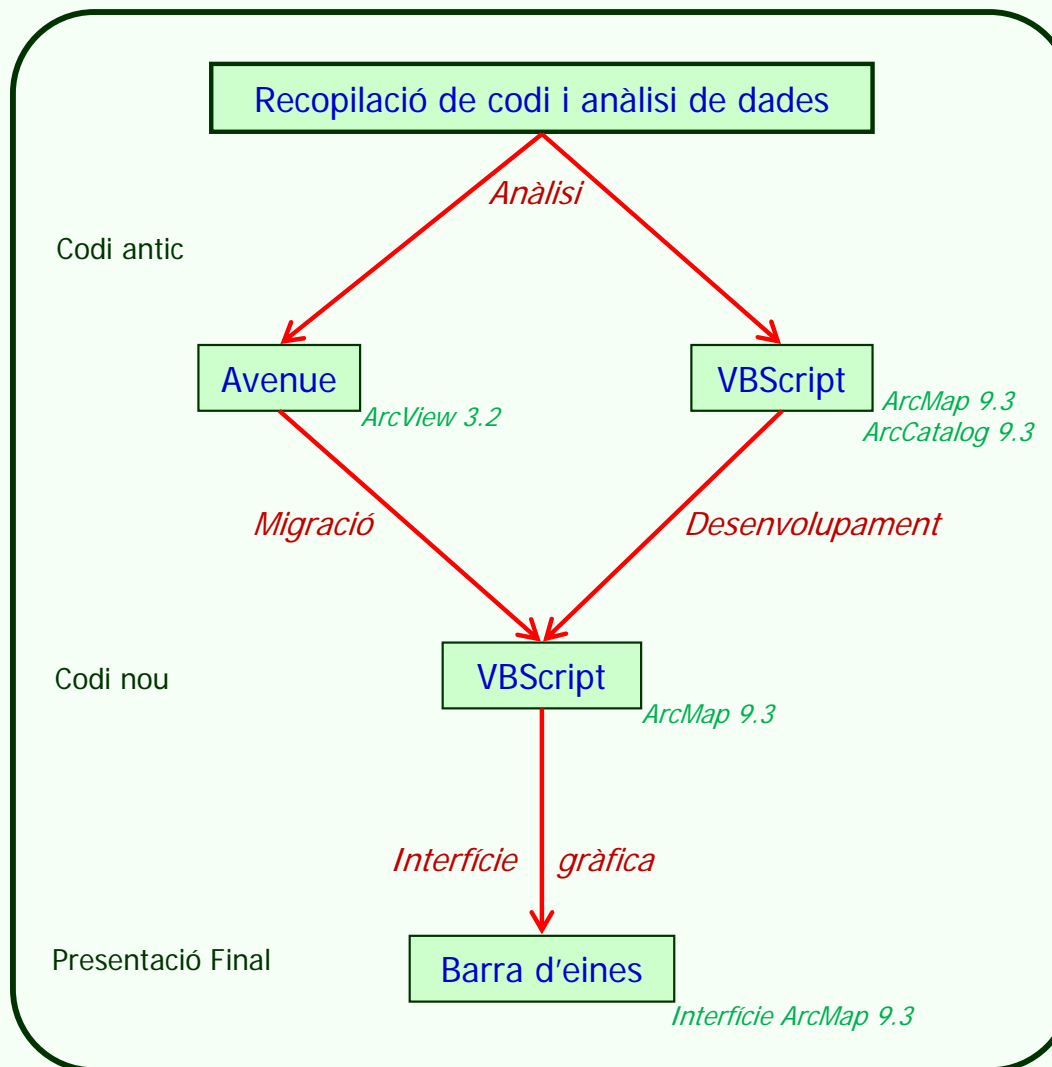 Recopilació de codi i anàlisi de dades
Anàlisi
Codi antic
Avenue
ArcView 3.2
VBScript
ArcMap 9.3
ArcCatalog 9.3
Migració
Desenvolupament
Codi nou
VBScript
ArcMap 9.3
Interfície gràfica
Presentació Final
Barra d'eines
Interfície ArcMap 9.3